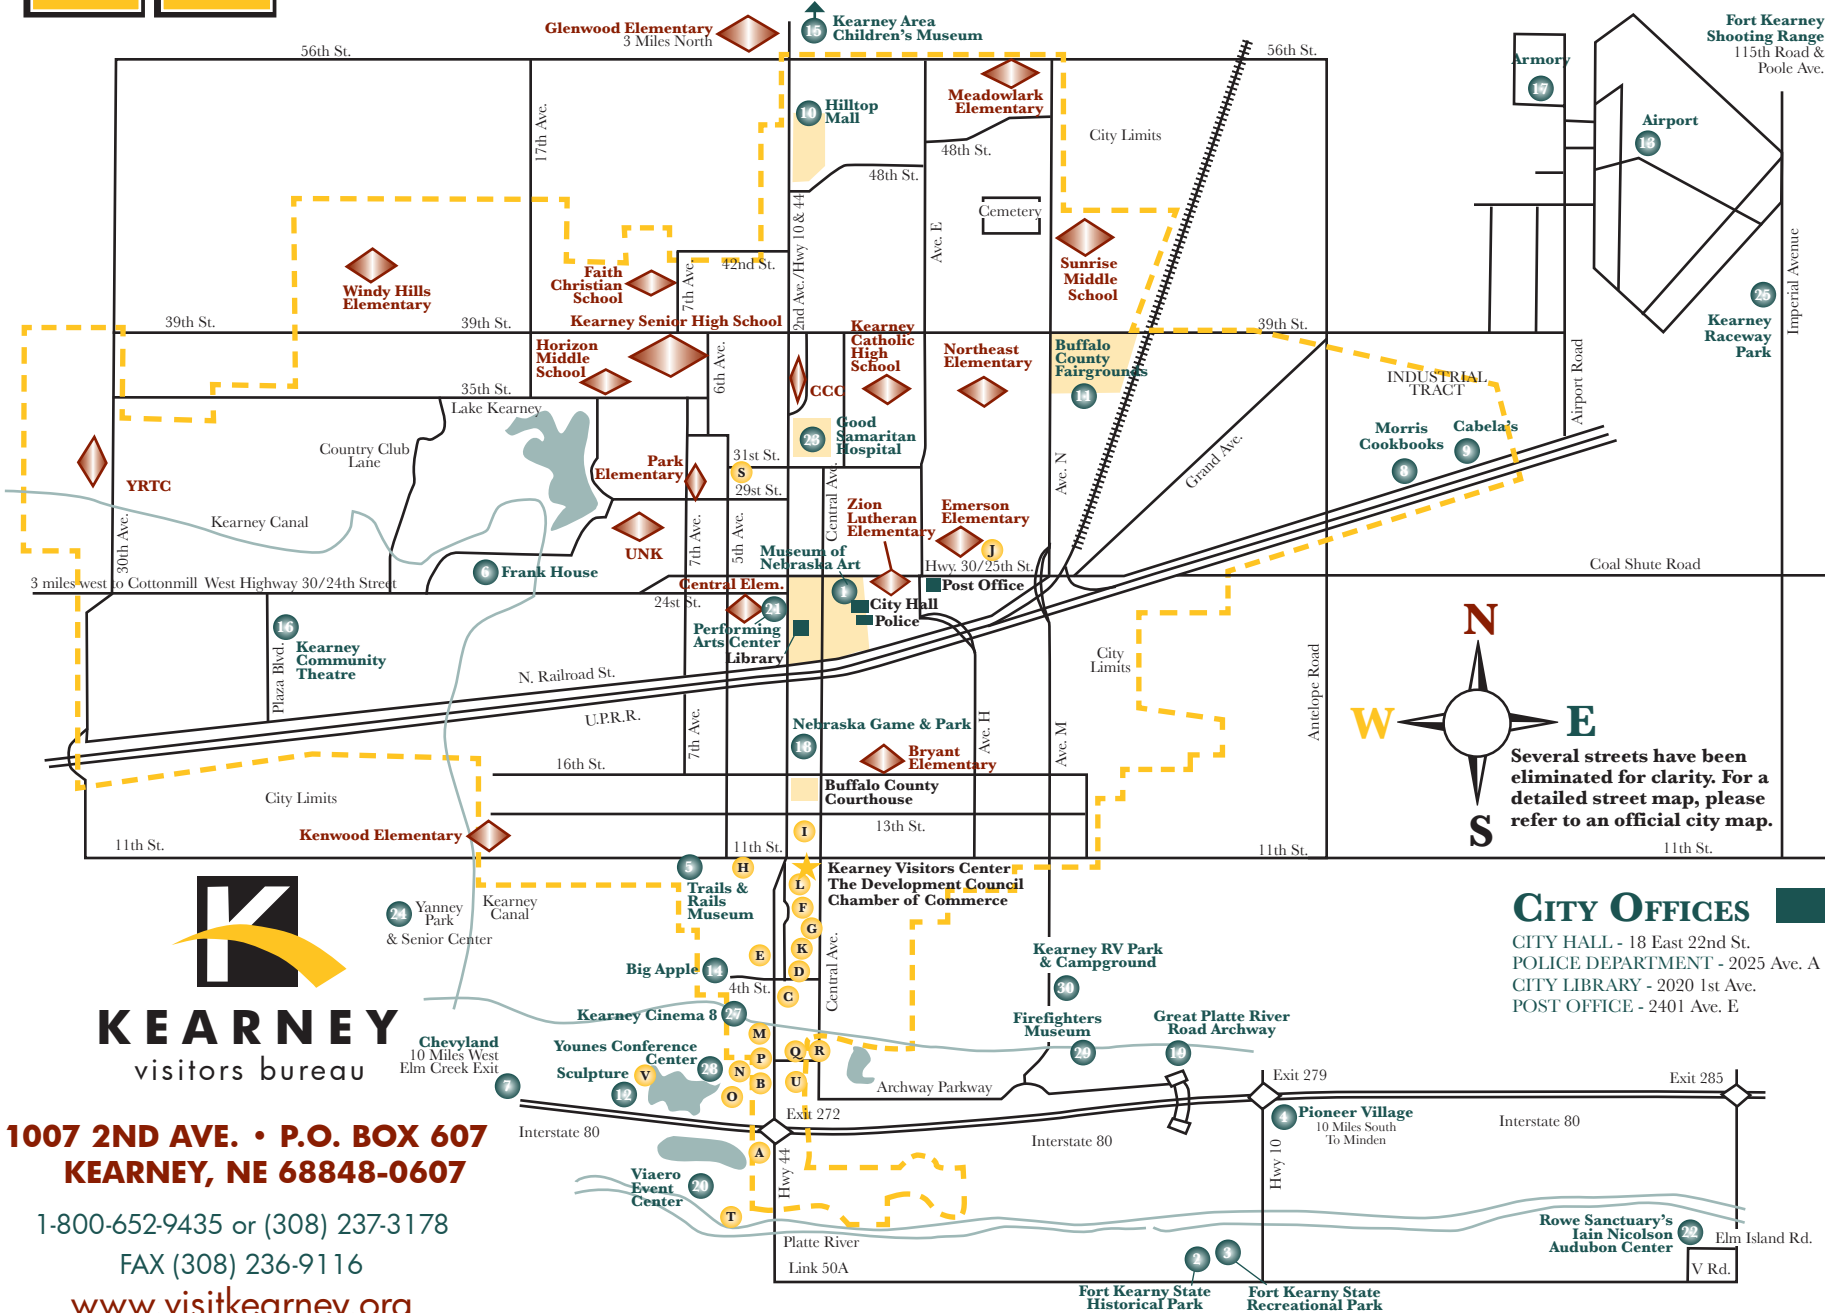 Glenwood Elementary
3 Miles North
15
Kearney Area
Children's Museum
Fort Kearney
Shooting Range
115th Road &
Poole Ave.
56th St.
56th St.
Armory
17
Meadowlark
Elementary
10
Hilltop
Mall
17th Ave.
City Limits
Airport
13
48th St.
48th St.
Cemetery
2nd Ave./Hwy 10 & 44
Ave. E
Imperial Avenue
Windy Hills
Elementary
Faith
Christian
School
42nd St.
7th Ave.
Sunrise
Middle
School
25
Kearney
Raceway
Park
39th St.
39th St.
Kearney Senior High School
39th St.
Horizon
Middle
School
6th Ave.
Kearney
Catholic
High
School
CCC
Northeast
Elementary
Buffalo
County
Fairgrounds
11
INDUSTRIAL
TRACT
Airport Road
35th St.
Lake Kearney
Country Club
Lane
Good
Samaritan
Hospital
23
Morris
Cookbooks
8
Cabela's
9
Grand Ave.
Ave. N
YRTC
Park
Elementary
31st St.
S
29st St.
Central Ave.
Kearney Canal
30th Ave.
UNK
7th Ave.
5th Ave.
Zion
Lutheran
Elementary
Emerson
Elementary
J
Museum of
Nebraska Art
1
Hwy. 30/25th St.
Coal Shute Road
6
Frank House
3 miles west to Cottonmill West Highway 30/24th Street
Central Elem.
24st St.
21
Performing
Arts Center
Library
City Hall
Police
Post Office
16
Kearney
Community
Theatre
Plaza Blvd.
N. Railroad St.
U.P.R.R.
7th Ave.
City
Limits
Antelope Road
N
W
E
S
Several streets have been
eliminated for clarity. For a
detailed street map, please
refer to an official city map.
Nebraska Game & Park
18
Bryant
Elementary
Ave. H
Ave. M
16th St.
City Limits
Buffalo County
Courthouse
13th St.
Kenwood Elementary
I
11th St.
11th St.
11th St.
11th St.
5
Trails &
Rails
Museum
H
Kearney Visitors Center
The Development Council
Chamber of Commerce
L
F
G
K
D
E
C
24
Yanney
Park
& Senior Center
Kearney
Canal
CITY OFFICES
CITY HALL - 18 East 22nd St.
POLICE DEPARTMENT - 2025 Ave. A
CITY LIBRARY - 2020 1st Ave.
POST OFFICE - 2401 Ave. E
K
KEARNEY
visitors bureau
Big Apple
14
4th St.
Central Ave.
Kearney RV Park
& Campground
30
Kearney Cinema 8
27
Firefighters
Museum
29
Great Platte River
Road Archway
19
Chevyland
10 Miles West
Elm Creek Exit
7
Younes Conference
Center
28
Sculpture
12
V
M
P
N
B
O
Q
R
U
Archway Parkway
Exit 279
Exit 285
Exit 272
4
Pioneer Village
10 Miles South
To Minden
Interstate 80
Interstate 80
Interstate 80
1007 2ND AVE. • P.O. BOX 607
KEARNEY, NE 68848-0607
1-800-652-9435 or (308) 237-3178
FAX (308) 236-9116
www.visitkearney.org
A
Hwy 44
Hwy 10
Viaero
Event
Center
20
T
Platte River
Link 50A
2
3
Fort Kearny State
Historical Park
Fort Kearny State
Recreational Park
Rowe Sanctuary's
Iain Nicolson
Audubon Center
22
Elm Island Rd.
V Rd.